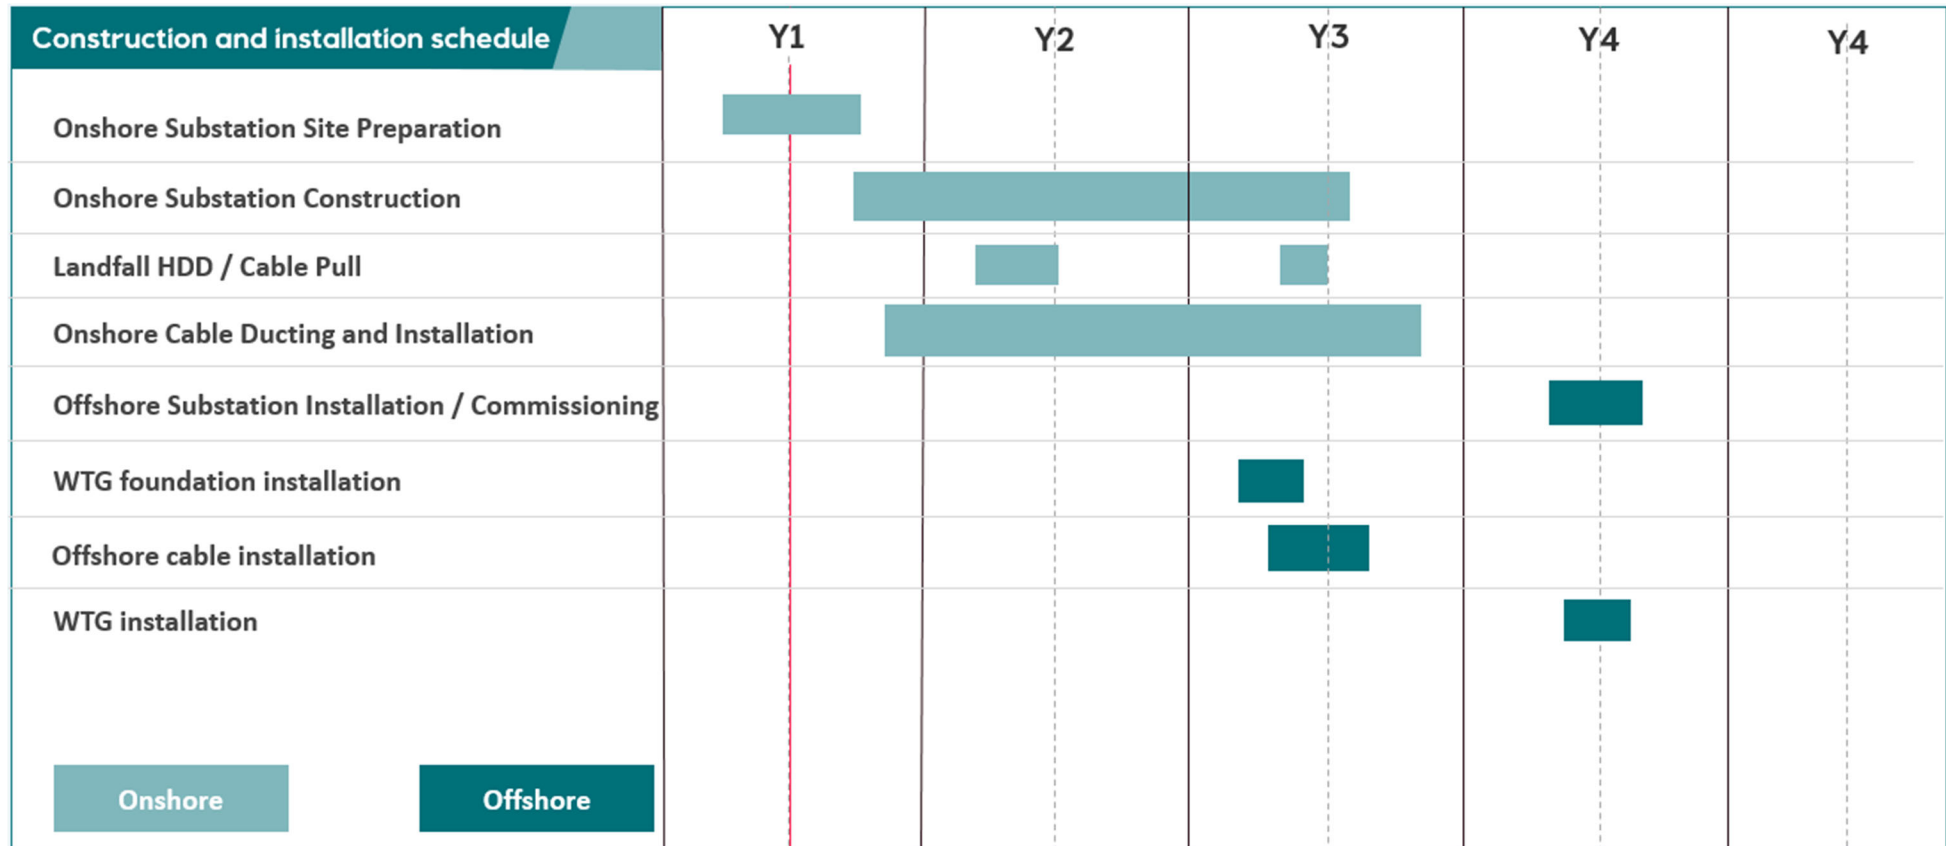 Construction and installation schedule
Y1
Y2
Y3
Y4
Y4
Onshore Substation Site Preparation
Onshore Substation Construction
Landfall HDD / Cable Pull
Onshore Cable Ducting and Installation
Offshore Substation Installation / Commissioning
WTG foundation installation
Offshore cable installation
WTG installation
Onshore
Offshore